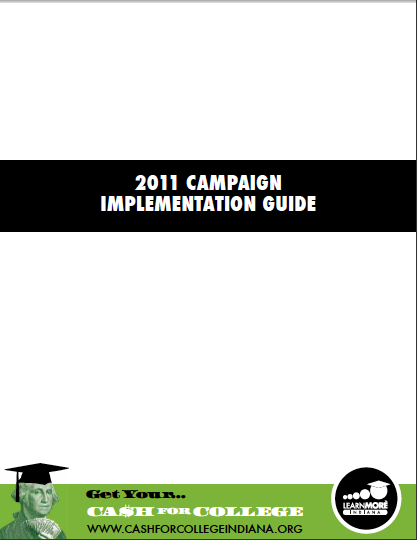 2011 CAMPAIGN
IMPLEMENTATION GUIDE
Get Your...
CA$H FOR COLLEGE
WWW.CASHFORCOLLEGEINDIANA.ORG
LEARNMORE
INDIANA